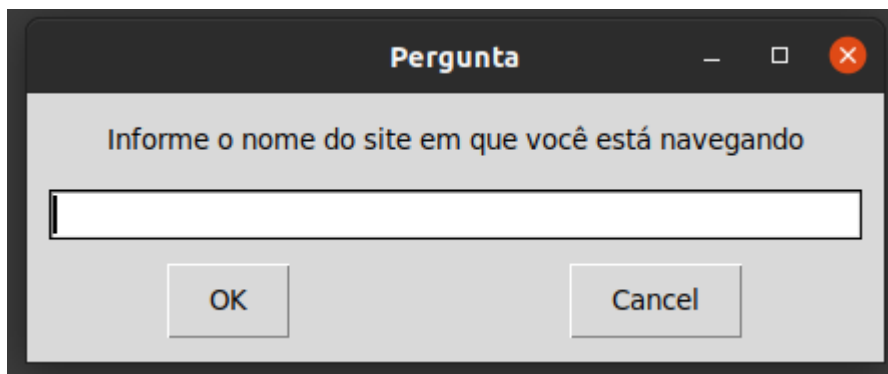 Pergunta
Informe o nome do site em que você está navegando
OK
Cancel